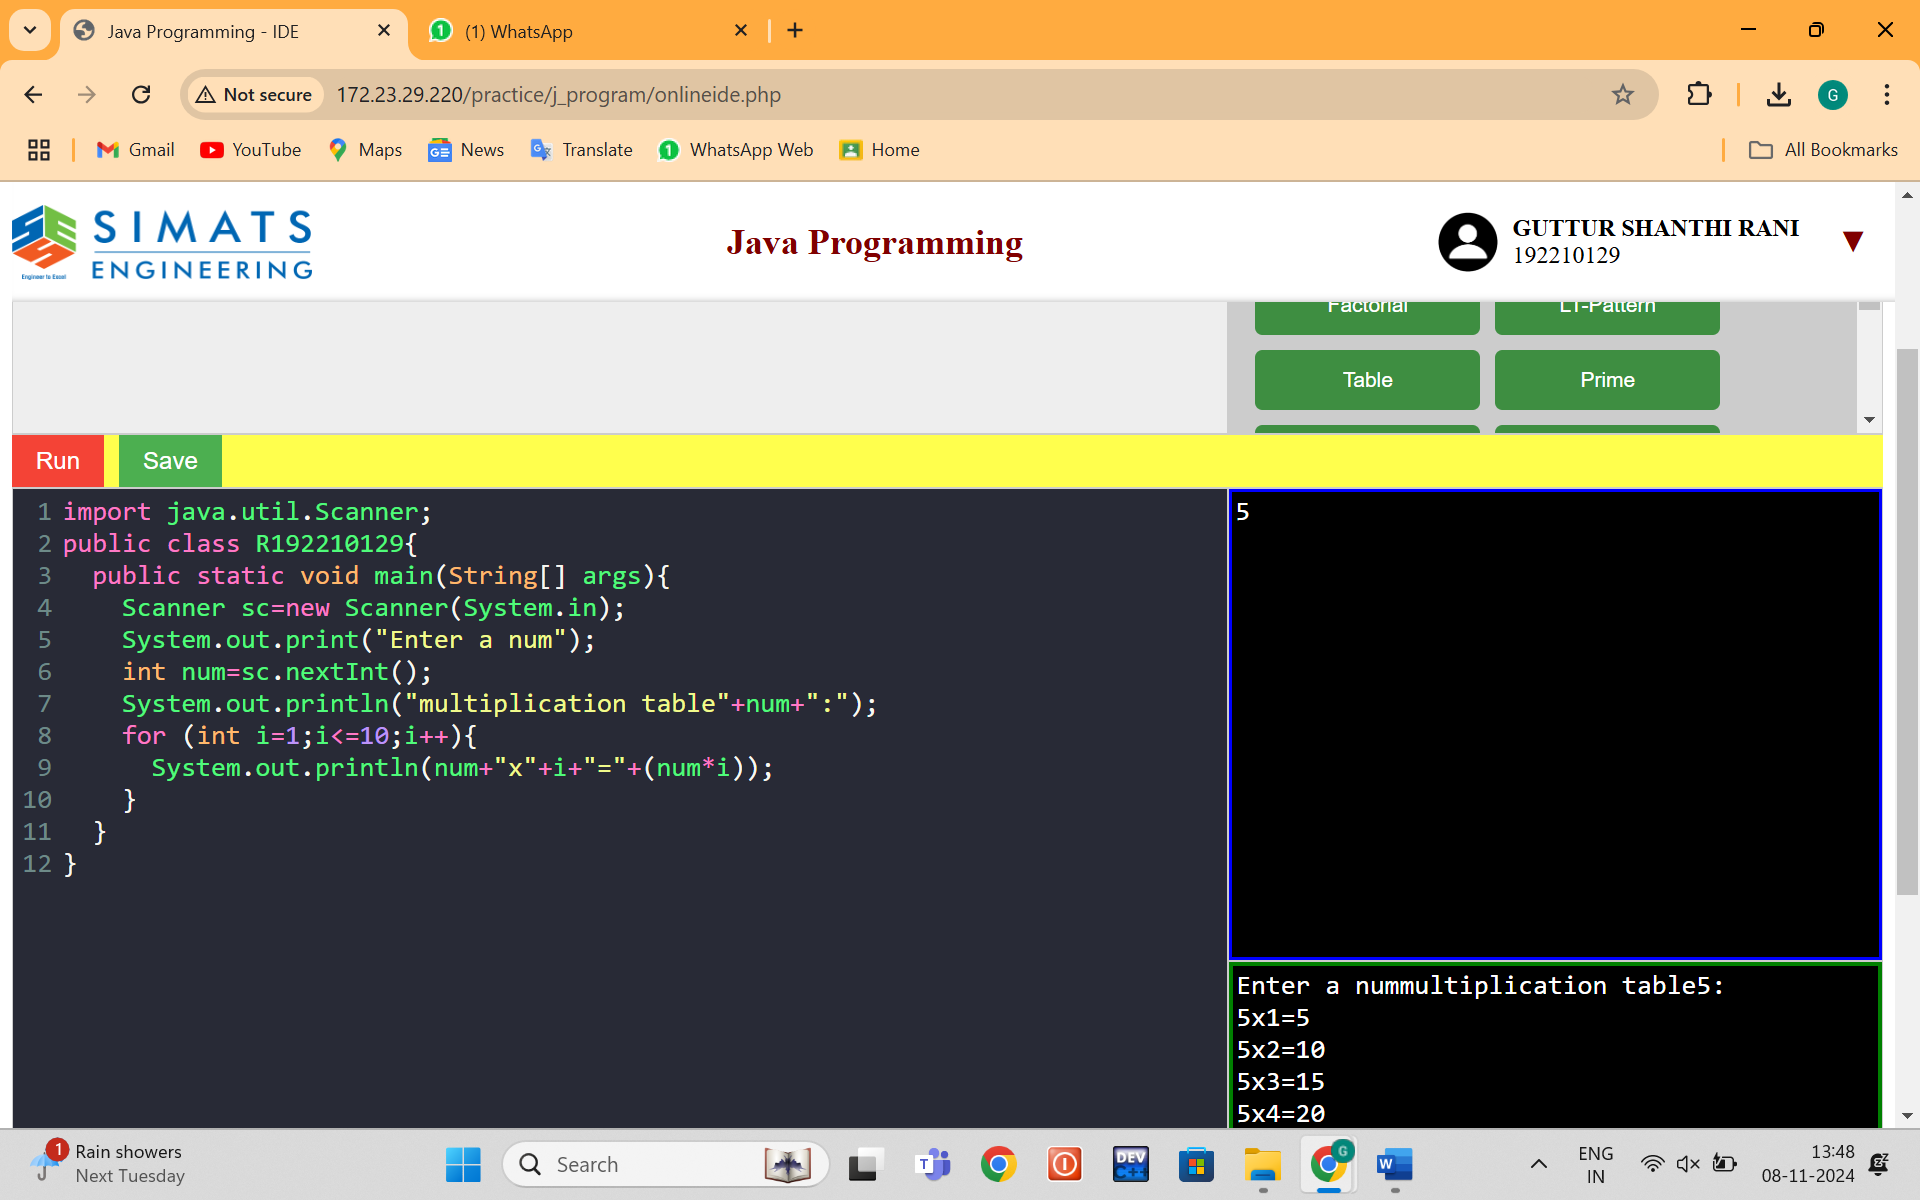 Java Programming - IDE
(1) WhatsApp
Not secure
172.23.29.220/practice/j_program/onlineide.php
G
Gmail
YouTube
Maps
News
Translate
WhatsApp Web
Home
All Bookmarks
SIMATS
ENGINEERING
Engineer to Excel
Java Programming
GUTTUR SHANTHI RANI
192210129
Factorial
LT-Pattern
Table
Prime
Run
Save
1 import java.util.Scanner;
2 public class R192210129{
3 public static void main(String[] args){
4 Scanner sc=new Scanner(System.in);
5 System.out.print("Enter a num");
6 int num=sc.nextInt();
7 System.out.println("multiplication table"+num+":");
8 for (int i=1;i<=10;i++){
9 System.out.println(num+"x"+i+"="+(num*i));
10 }
11 }
12 }
5
Enter a nummultiplication table5:
5x1=5
5x2=10
5x3=15
5x4=20
1
Rain showers
Next Tuesday
Search
DEV
C++
G
W
ENG
IN
13:48
08-11-2024